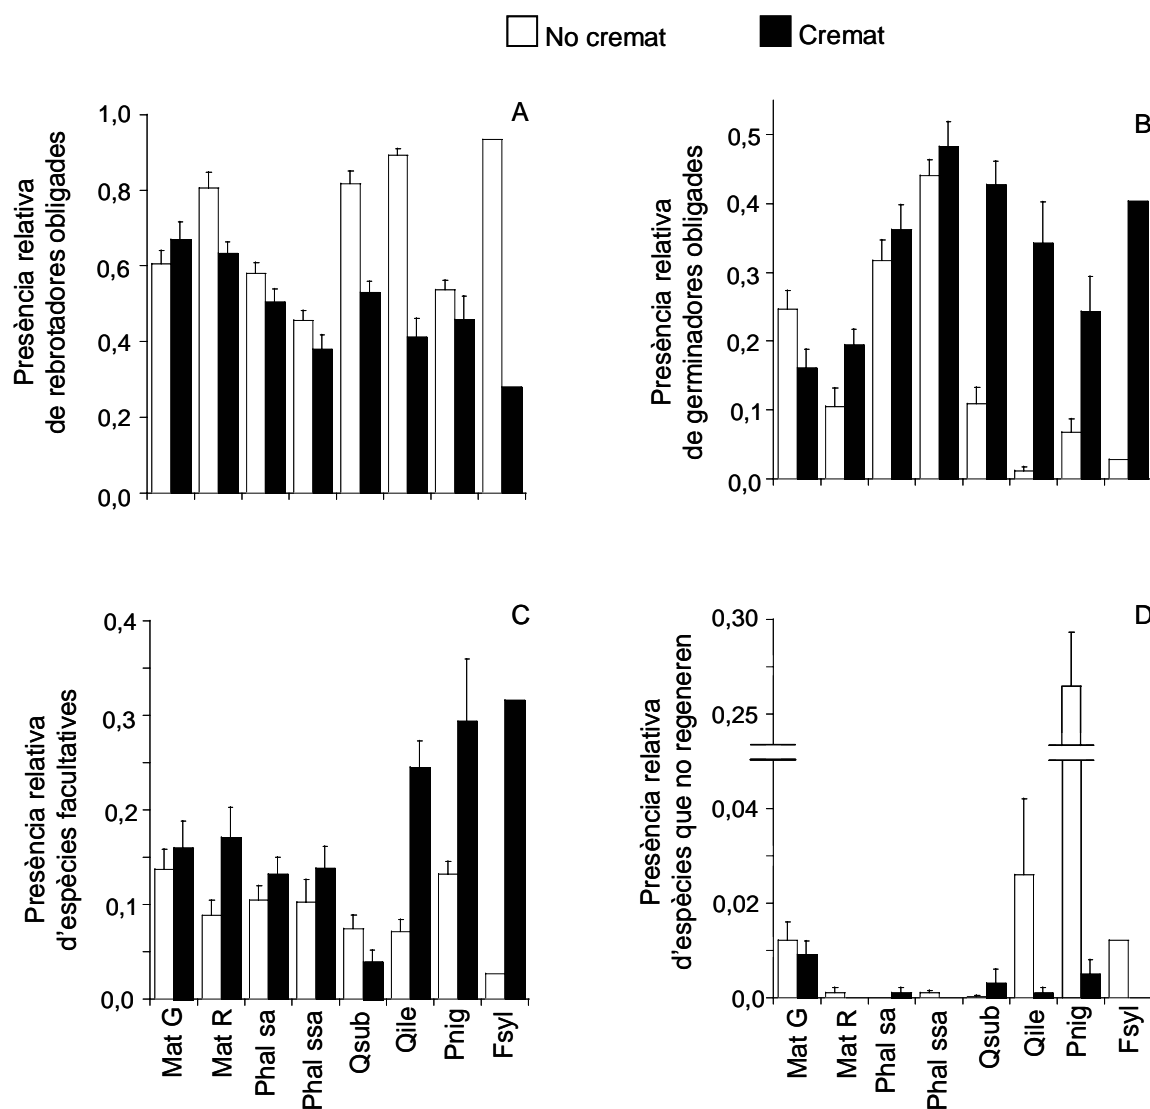 No cremat
Cremat
A
Presència relativa
de rebrotadores obligades
1,0
0,8
0,6
0,4
0,2
0,0
B
Presència relativa
de germinadores obligades
0,5
0,4
0,3
0,2
0,1
0,0
C
Presència relativa
d'espècies facultatives
0,4
0,3
0,2
0,1
0,0
Mat G
Mat R
Phal sa
Phal ssa
Qsub
Qile
Pnig
Fsyl
D
Presència relativa
d'espècies que no regeneren
0,30
0,25
0,04
0,02
0,0
Mat G
Mat R
Phal sa
Phal ssa
Qsub
Qile
Pnig
Fsyl